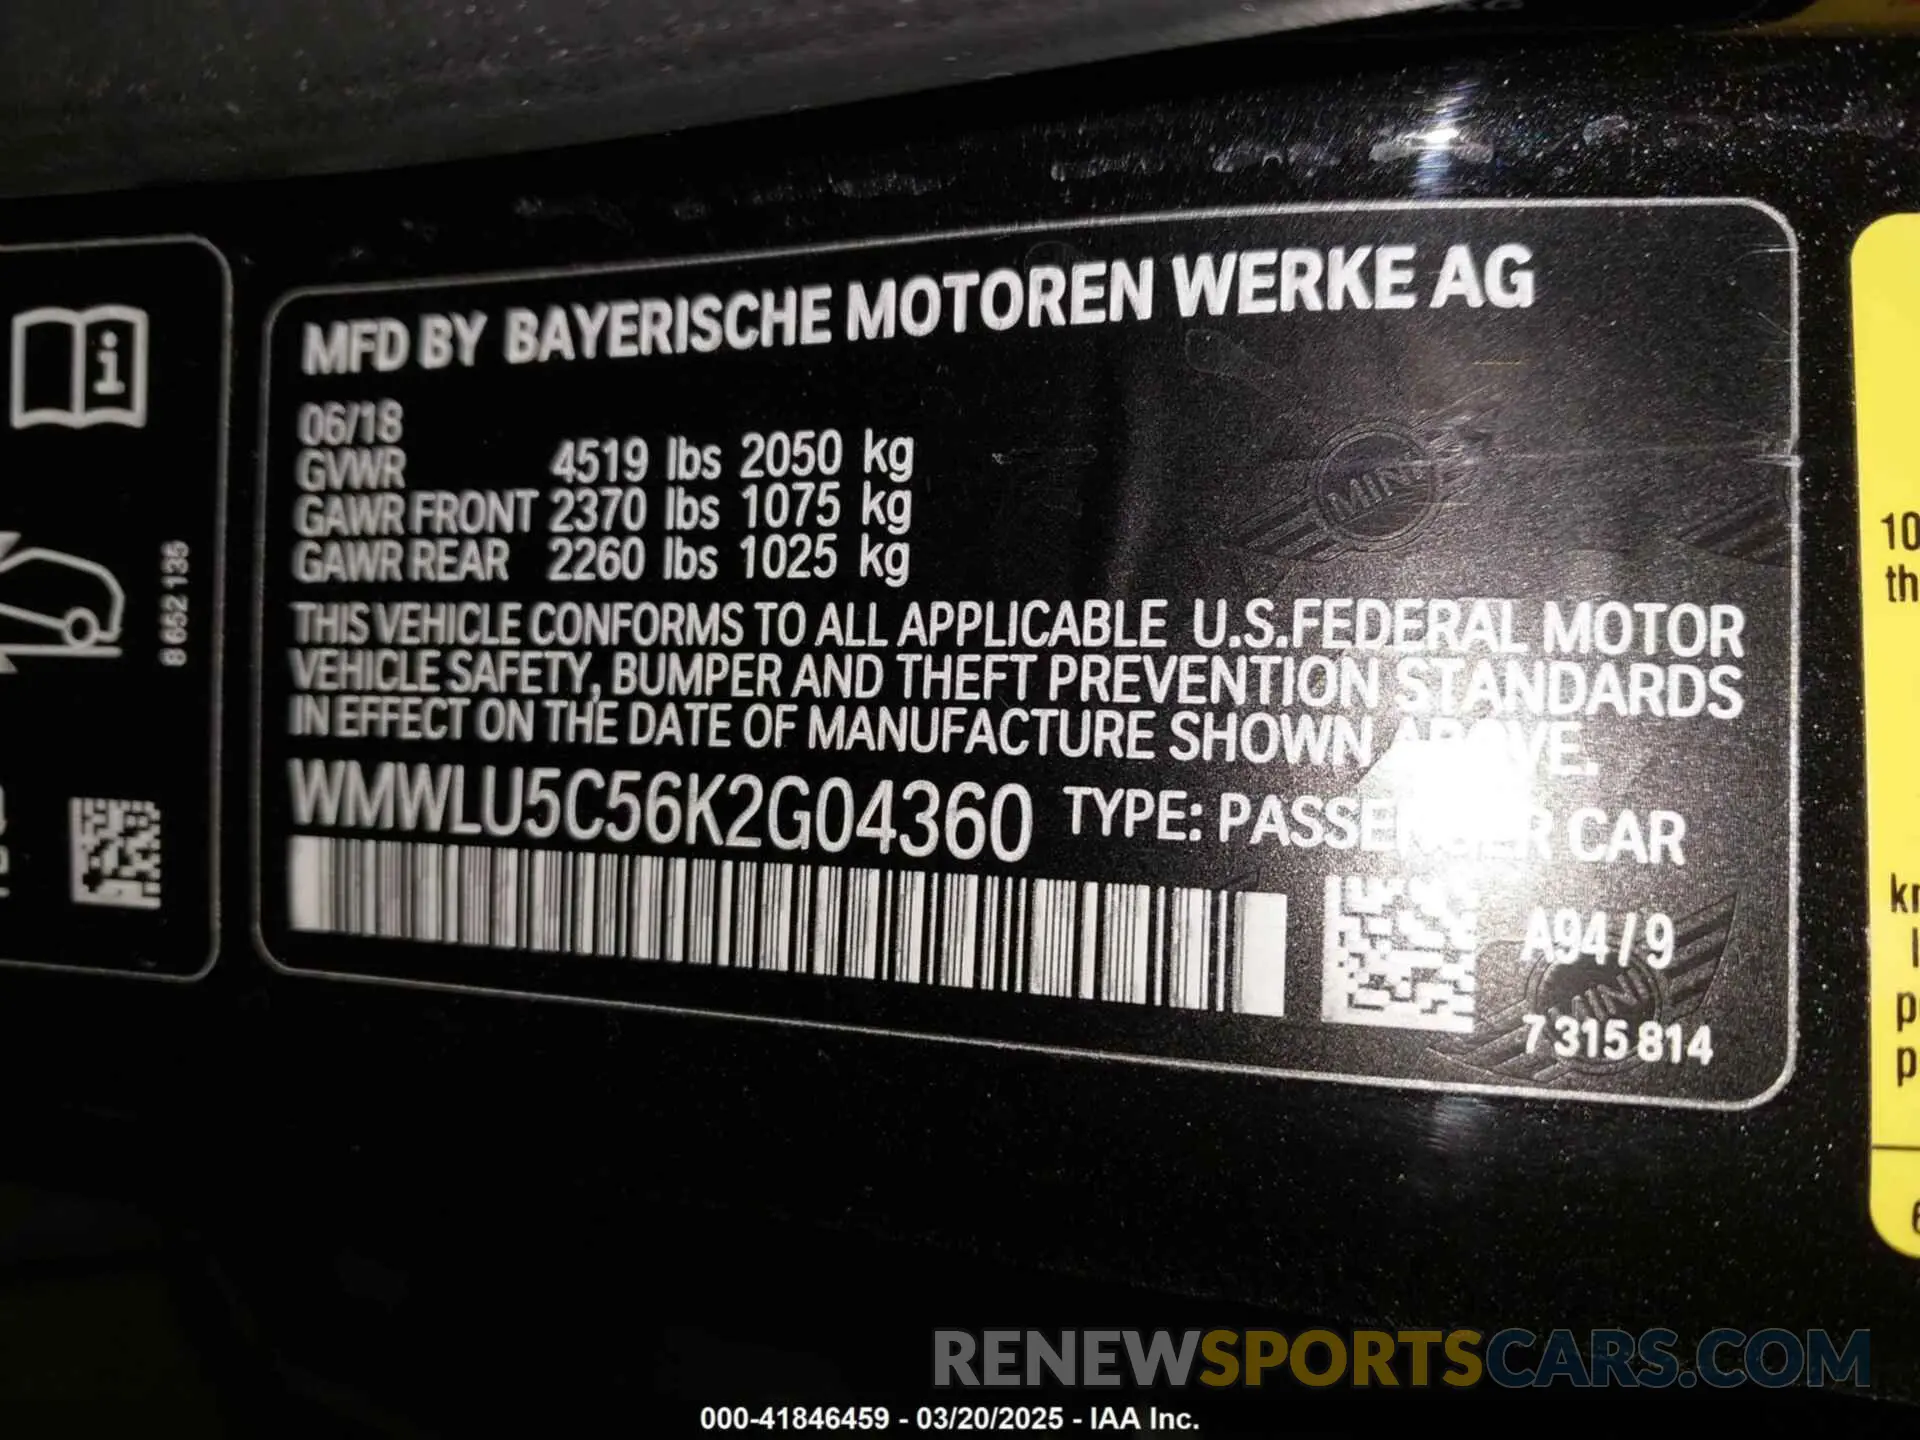 MFD BY BAYERISCHE MOTOREN WERKE AG
06/18
GVWR 4519 lbs 2050 kg
GAWR FRONT 2370 lbs 1075 kg
GAWR REAR 2260 lbs 1025 kg
THIS VEHICLE CONFORMS TO ALL APPLICABLE U.S.FEDERAL MOTOR
VEHICLE SAFETY, BUMPER AND THEFT PREVENTION STANDARDS
IN EFFECT ON THE DATE OF MANUFACTURE SHOWN ABOVE.
WMWLU5C56K2G04360 TYPE: PASSENGER CAR
A94 / 9
7 315 814
MINI
MINI
i
8 652 135
10
th
p
p
RENEWSPORTSCARS.COM
000-41846459 - 03/20/2025 - IAA Inc.